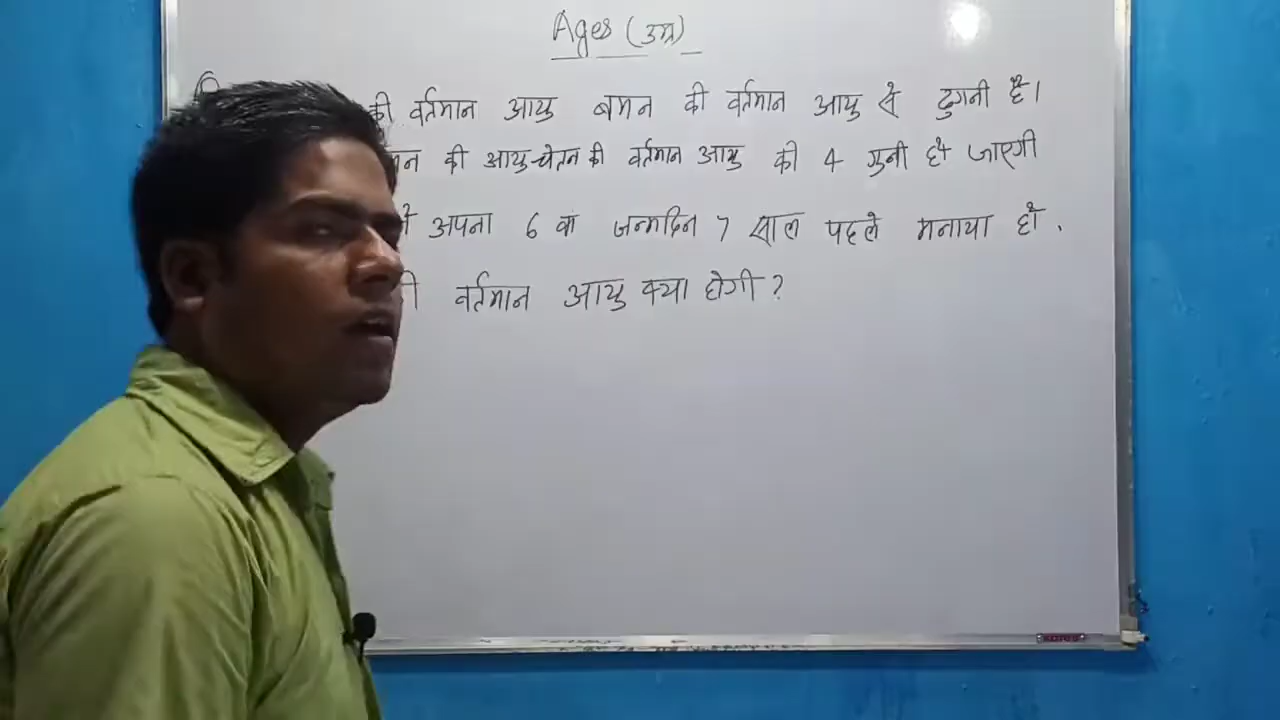 Ages (उम्र)
की वर्तमान आयु बमन की वर्तमान आयु से दुगनी है।
की आयु चेतन की वर्तमान आयु की 4 गुनी हो जाएगी
ने अपना 6 वां जन्मदिन 7 साल पहले मनाया हो.
वर्तमान आयु क्या होगी?